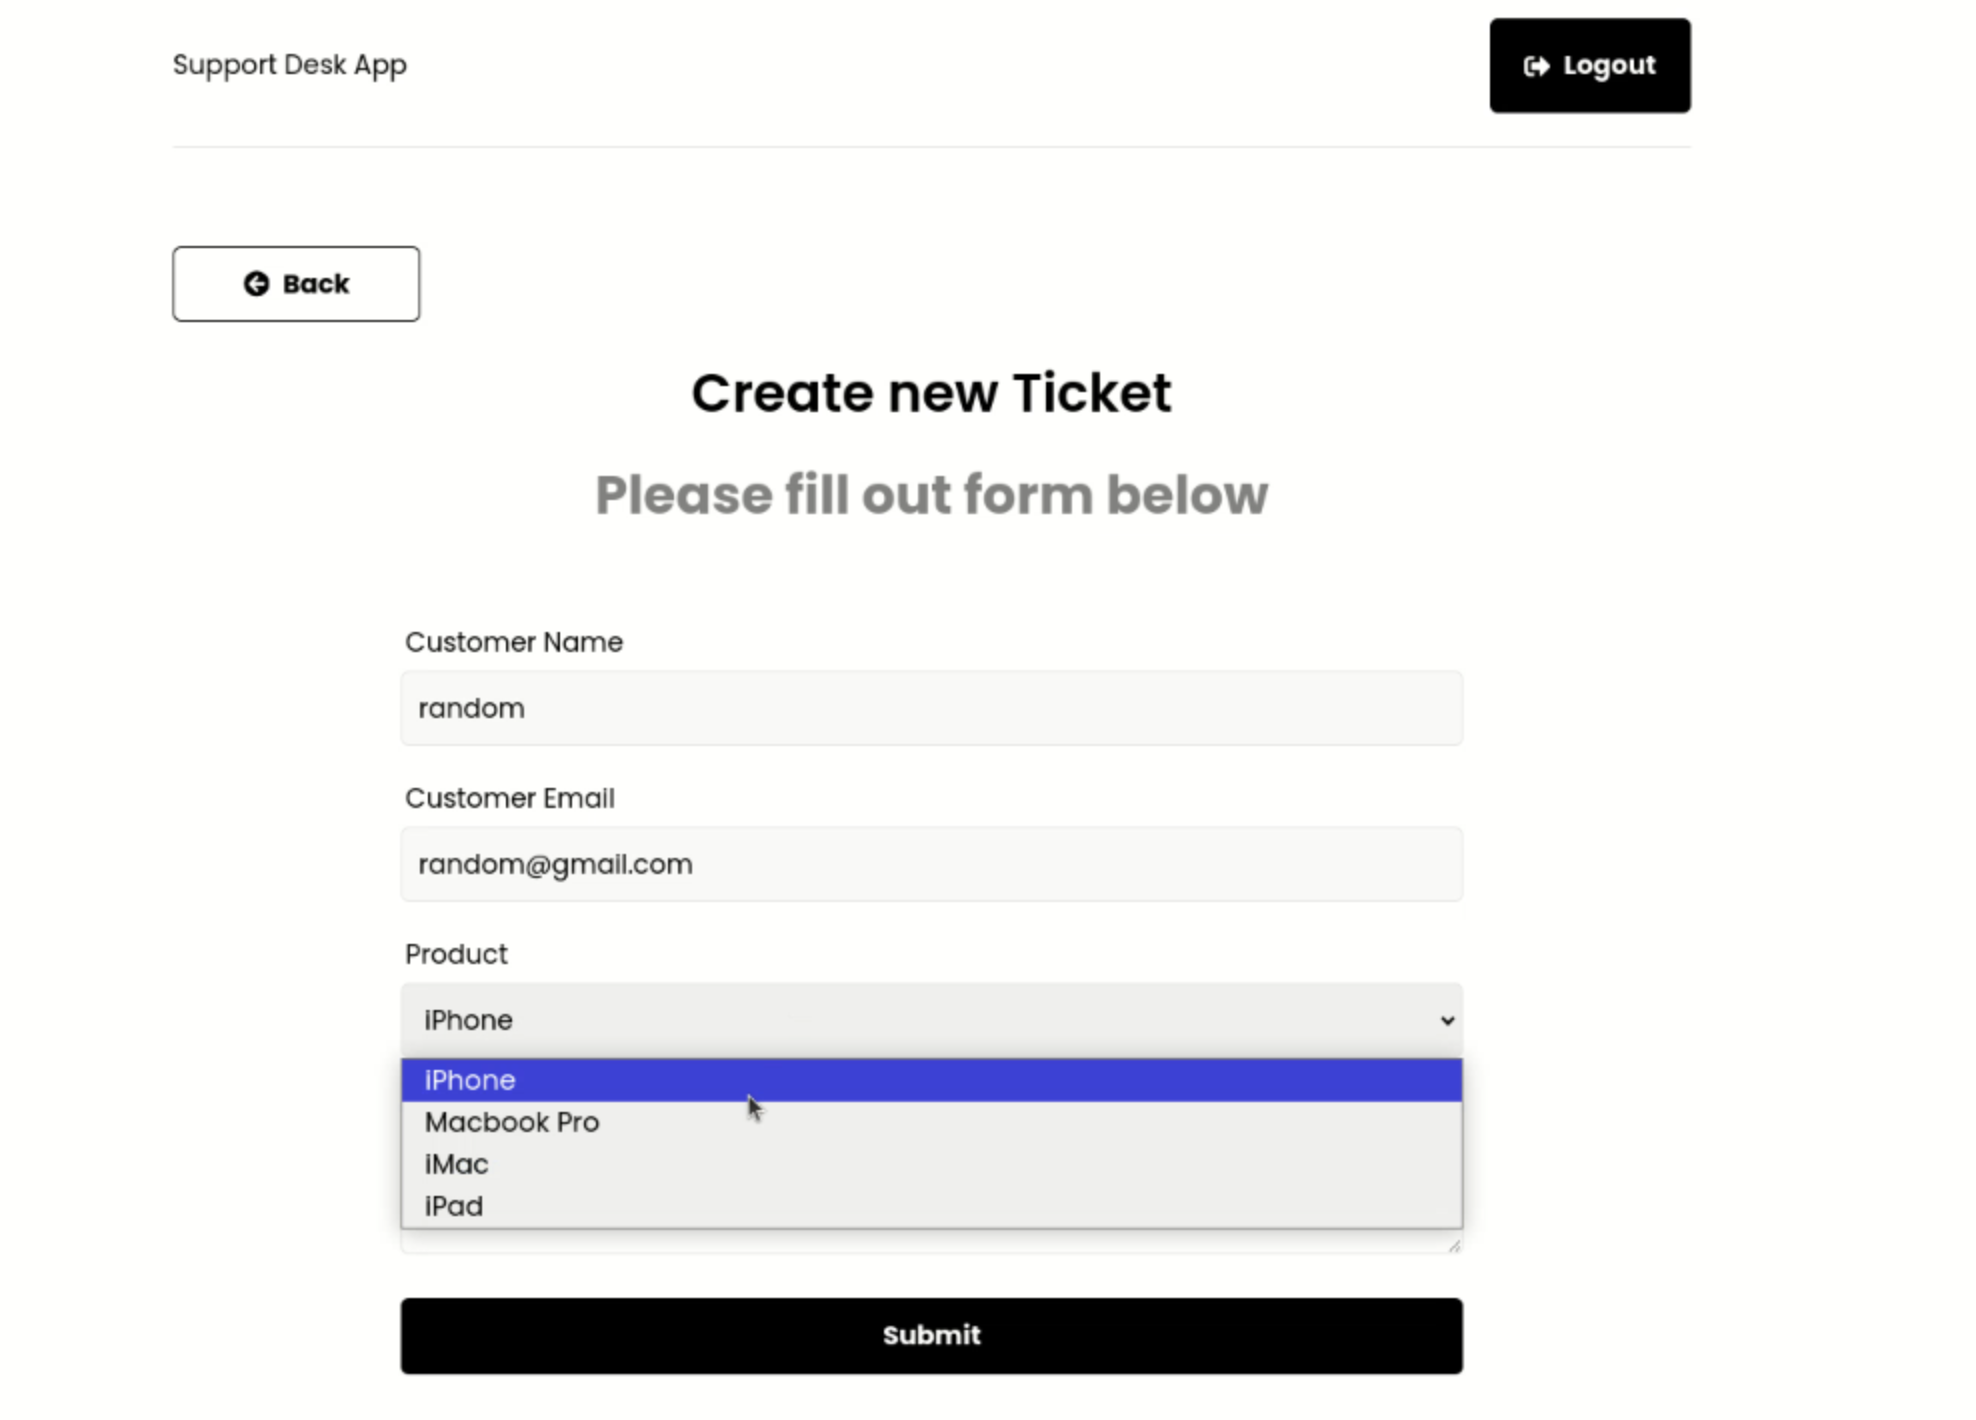 Support Desk App
Logout
Back
Create new Ticket
Please fill out form below
Customer Name
random
Customer Email
random@gmail.com
Product
iPhone
iPhone
Macbook Pro
iMac
iPad
Submit